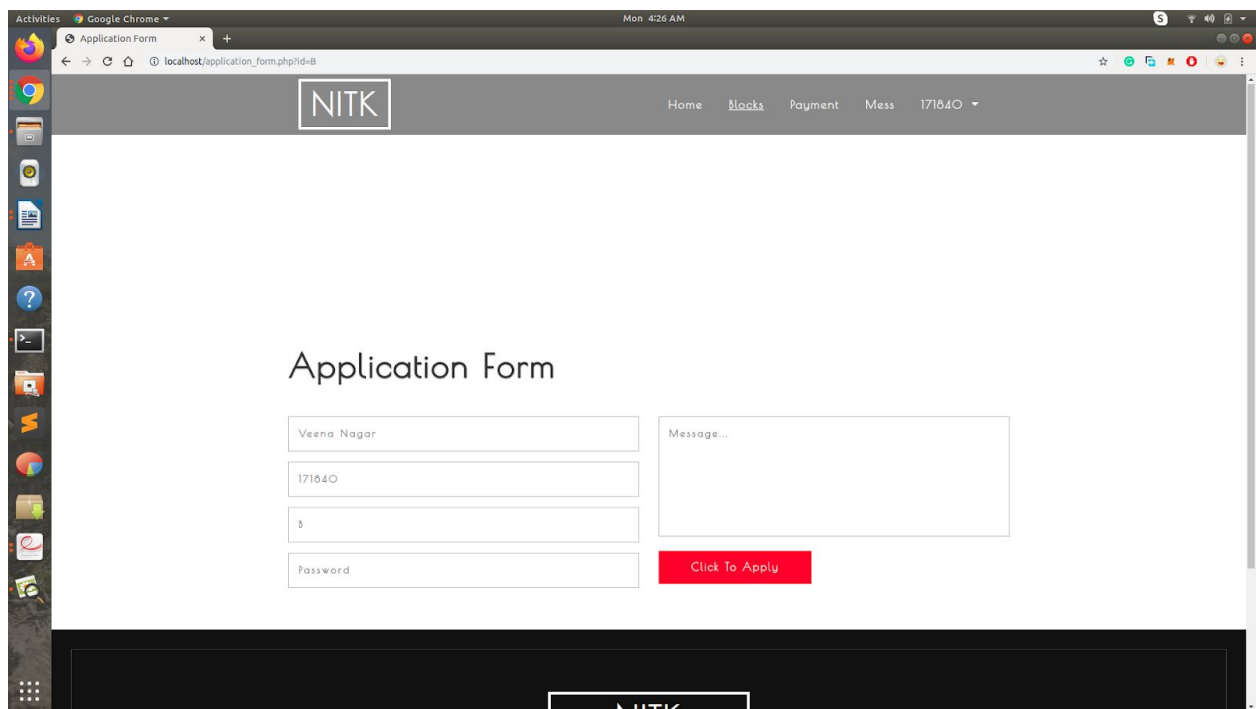 Activities Google Chrome Mon 4:26 AM S
Application Form × +
localhost/application_form.php?id=B
NITK Home Blocks Payment Mess 171840
Application Form
Veena Nagar
171840
B
Password
Message...
Click To Apply
NITK